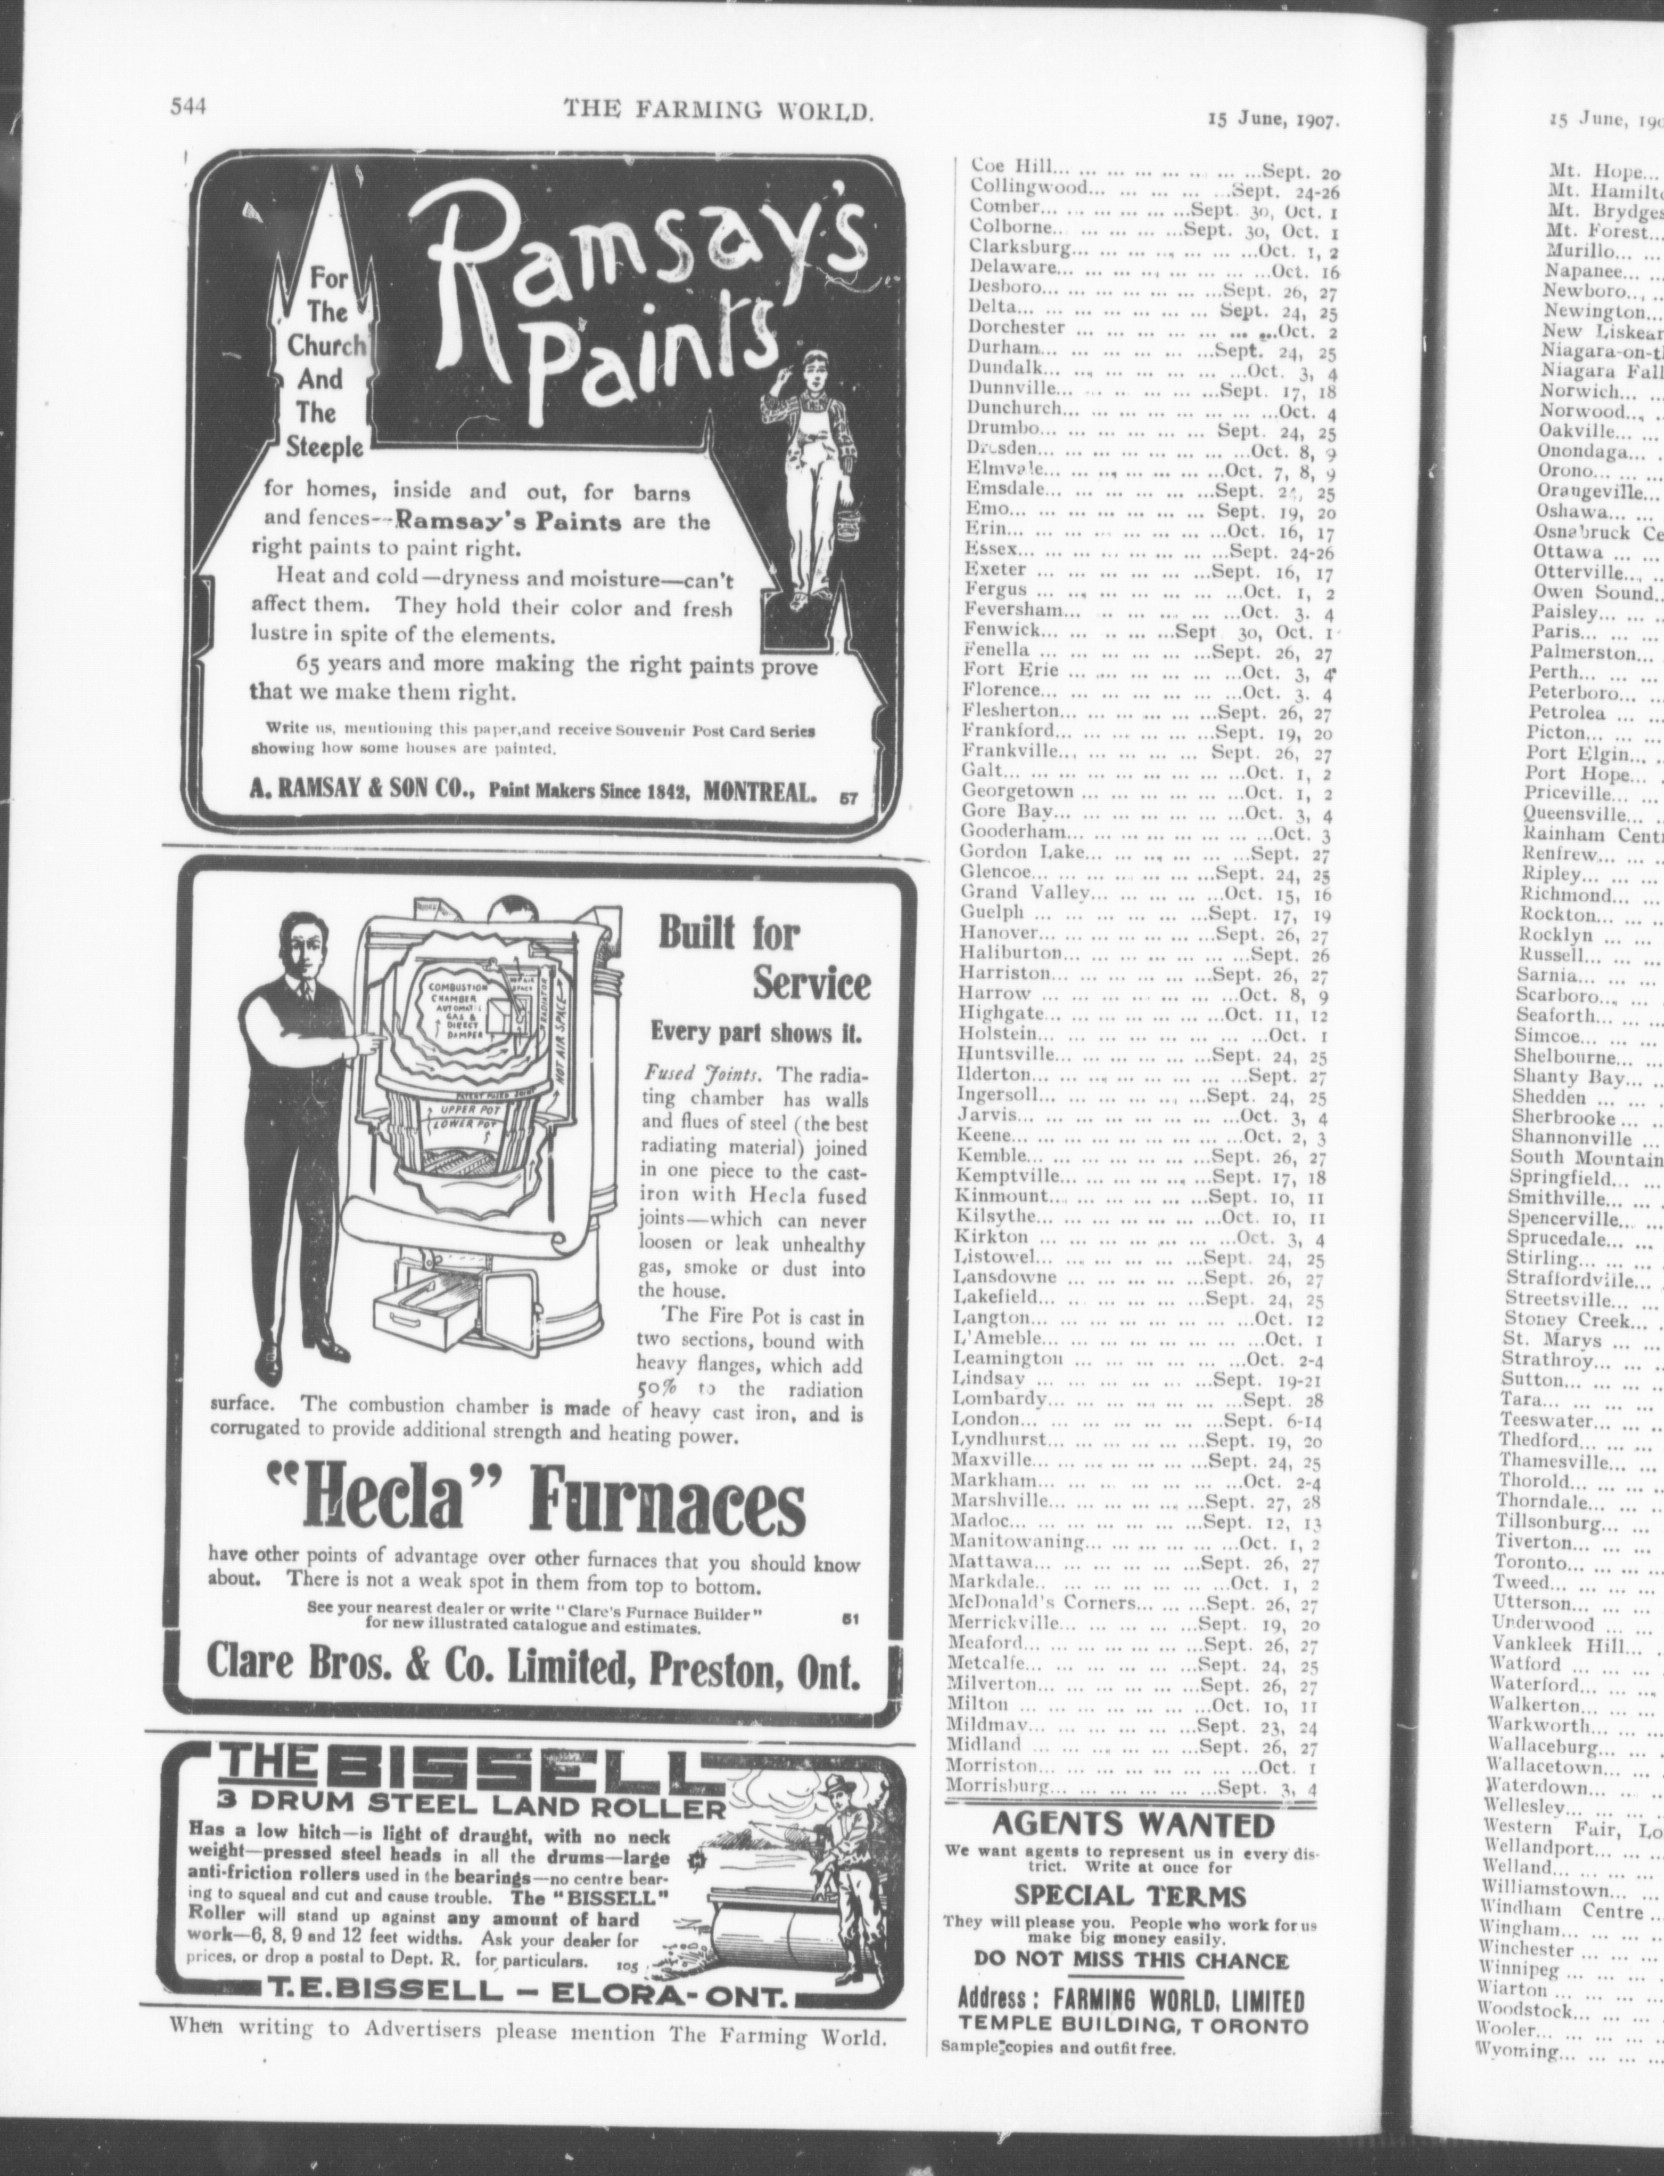 544
THE FARMING WORLD.
15 June, 1907.
Ramsay's
Paints
For
The
Church
And
The
Steeple
for homes, inside and out, for barns
and fences--Ramsay's Paints are the
right paints to paint right.
Heat and cold—dryness and moisture—can't
affect them. They hold their color and fresh
lustre in spite of the elements.
65 years and more making the right paints prove
that we make them right.
Write us, mentioning this paper, and receive Souvenir Post Card Series
showing how some houses are painted.
A. RAMSAY & SON CO., Paint Makers Since 1842, MONTREAL. 57
COMBUSTION
CHAMBER
AUTOMATIC
GAS &
DIRECT
DAMPER
RADIATOR
HOT AIR SPACE
UPPER POT
LOWER POT
Built for
Service
Every part shows it.
Fused Joints. The radia-
ting chamber has walls
and flues of steel (the best
radiating material) joined
in one piece to the cast-
iron with Hecla fused
joints—which can never
loosen or leak unhealthy
gas, smoke or dust into
the house.
The Fire Pot is cast in
two sections, bound with
heavy flanges, which add
50% to the radiation
surface. The combustion chamber is made of heavy cast iron, and is
corrugated to provide additional strength and heating power.
"Hecla" Furnaces
have other points of advantage over other furnaces that you should know
about. There is not a weak spot in them from top to bottom.
See your nearest dealer or write "Clare's Furnace Builder"
for new illustrated catalogue and estimates. 51
Clare Bros. & Co. Limited, Preston, Ont.
THE BISSELL
3 DRUM STEEL LAND ROLLER
Has a low hitch—is light of draught, with no neck
weight—pressed steel heads in all the drums—large
anti-friction rollers used in the bearings—no centre bear-
ing to squeal and cut and cause trouble. The "BISSELL"
Roller will stand up against any amount of hard
work—6, 8, 9 and 12 feet widths. Ask your dealer for
prices, or drop a postal to Dept. R. for particulars. 105
T.E. BISSELL - ELORA - ONT.
When writing to Advertisers please mention The Farming World.
Coe Hill... Sept. 20
Collingwood... Sept. 24-26
Comber... Sept. 30, Oct. 1
Colborne... Sept. 30, Oct. 1
Clarksburg... Oct. 1, 2
Delaware... Oct. 16
Desboro... Sept. 26, 27
Delta... Sept. 24, 25
Dorchester ... Oct. 2
Durham... Sept. 24, 25
Dundalk... Oct. 3, 4
Dunnville... Sept. 17, 18
Dunchurch... Oct. 4
Drumbo... Sept. 24, 25
Dresden... Oct. 8, 9
Elmvale... Oct. 7, 8, 9
Emsdale... Sept. 24, 25
Emo... Sept. 19, 20
Erin... Oct. 16, 17
Essex... Sept. 24-26
Exeter ... Sept. 16, 17
Fergus ... Oct. 1, 2
Feversham... Oct. 3. 4
Fenwick... Sept 30, Oct. 1
Fenella ... Sept. 26, 27
Fort Erie ... Oct. 3, 4
Florence... Oct. 3. 4
Flesherton... Sept. 26, 27
Frankford... Sept. 19, 20
Frankville... Sept. 26, 27
Galt... Oct. 1, 2
Georgetown ... Oct. 1, 2
Gore Bay... Oct. 3, 4
Gooderham... Oct. 3
Gordon Lake... Sept. 27
Glencoe... Sept. 24, 25
Grand Valley... Oct. 15, 16
Guelph ... Sept. 17, 19
Hanover... Sept. 26, 27
Haliburton... Sept. 26
Harriston... Sept. 26, 27
Harrow ... Oct. 8, 9
Highgate... Oct. 11, 12
Holstein... Oct. 1
Huntsville... Sept. 24, 25
Ilderton... Sept. 27
Ingersoll... Sept. 24, 25
Jarvis... Oct. 3, 4
Keene... Oct. 2, 3
Kemble... Sept. 26, 27
Kemptville... Sept. 17, 18
Kinmount... Sept. 10, 11
Kilsythe... Oct. 10, 11
Kirkton ... Oct. 3, 4
Listowel... Sept. 24, 25
Lansdowne ... Sept. 26, 27
Lakefield... Sept. 24, 25
Langton... Oct. 12
L'Ameble... Oct. 1
Leamington ... Oct. 2-4
Lindsay ... Sept. 19-21
Lombardy... Sept. 28
London... Sept. 6-14
Lyndhurst... Sept. 19, 20
Maxville... Sept. 24, 25
Markham... Oct. 2-4
Marshville... Sept. 27, 28
Madoc... Sept. 12, 13
Manitowaning... Oct. 1, 2
Mattawa... Sept. 26, 27
Markdale... Oct. 1, 2
McDonald's Corners... Sept. 26, 27
Merrickville... Sept. 19, 20
Meaford... Sept. 26, 27
Metcalfe... Sept. 24, 25
Milverton... Sept. 26, 27
Milton ... Oct. 10, 11
Mildmay... Sept. 23, 24
Midland ... Sept. 26, 27
Morriston... Oct. 1
Morrisburg... Sept. 3, 4
AGENTS WANTED
We want agents to represent us in every dis-
trict. Write at once for
SPECIAL TERMS
They will please you. People who work for us
make big money easily.
DO NOT MISS THIS CHANCE
Address: FARMING WORLD, LIMITED
TEMPLE BUILDING, TORONTO
Sample copies and outfit free.
15 June, 190
Mt. Hope...
Mt. Hamilto
Mt. Brydges
Mt. Forest...
Murillo...
Napanee...
Newboro...
Newington...
New Liskear
Niagara-on-t
Niagara Fall
Norwich...
Norwood...
Oakville...
Onondaga...
Orono...
Orangeville...
Oshawa...
Osnabruck Ce
Ottawa ...
Otterville...
Owen Sound..
Paisley...
Paris...
Palmerston...
Perth...
Peterboro...
Petrolea ...
Picton...
Port Elgin...
Port Hope...
Priceville...
Queensville...
Rainham Cent
Renfrew...
Ripley...
Richmond...
Rockton...
Rocklyn ...
Russell...
Sarnia...
Scarboro...
Seaforth...
Simcoe...
Shelbourne...
Shanty Bay...
Shedden ...
Sherbrooke ...
Shannonville ...
South Mountain
Springfield...
Smithville...
Spencerville...
Sprucedale...
Stirling...
Straffordville...
Streetsville...
Stoney Creek...
St. Marys ...
Strathroy...
Sutton...
Tara...
Teeswater...
Thedford...
Thamesville...
Thorold...
Thorndale...
Tillsonburg...
Tiverton...
Toronto...
Tweed...
Utterson...
Underwood ...
Vankleek Hill...
Watford ...
Waterford...
Walkerton...
Warkworth...
Wallaceburg...
Wallacetown...
Waterdown...
Wellesley...
Western Fair, Lo
Wellandport...
Welland...
Williamstown...
Windham Centre ...
Wingham...
Winchester ...
Winnipeg ...
Wiarton ...
Woodstock...
Wooler...
Wyoming...